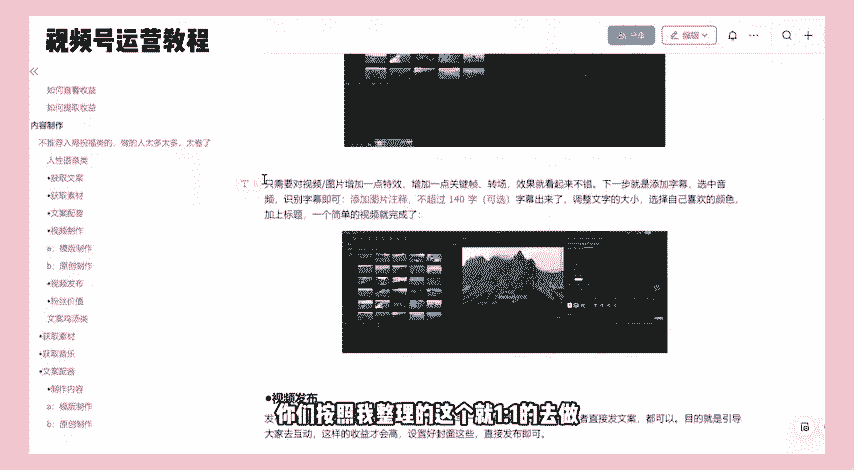 视频号运营教程
编辑
如何查看收益
如何提取收益
内容制作
不推荐入局祝福类的，做的人太多太多，太卷了
人性语录类
•获取文案
•获取素材
•文案配音
•视频制作
a：模版制作
b：原创制作
•视频发布
•粉丝价值
文案鸡汤类
•获取素材
•获取音乐
•文案配音
•制作内容
a：模版制作
b：原创制作
只需要对视频/图片增加一点特效、增加一点关键帧、转场，效果就看起来不错。下一步就是添加字幕，选中音
频，识别字幕即可：添加图片注释，不超过 140 字（可选）字幕出来了，调整文字的大小，选择自己喜欢的颜色，
加上标题，一个简单的视频就完成了：
•视频发布
你们按照我整理的这个就1:1的去做
者直接发文案，都可以。目的就是引导
大家去互动，这样的收益才会高，设置好封面这些，直接发布即可。